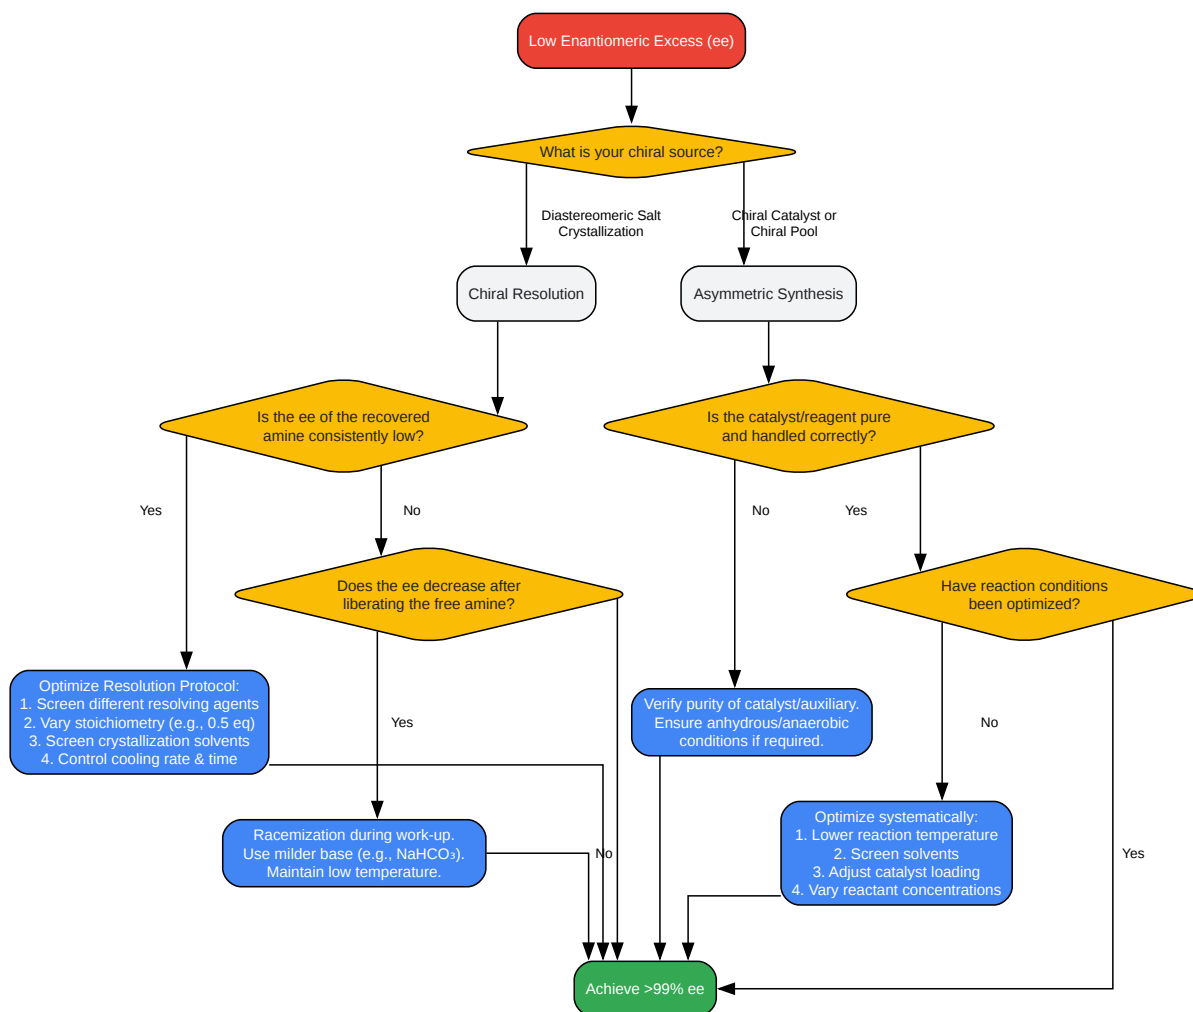 Low Enantiomeric Excess (ee)
What is your chiral source?
Diastereomeric Salt
Crystallization
Chiral Catalyst or
Chiral Pool
Chiral Resolution
Asymmetric Synthesis
Is the ee of the recovered
amine consistently low?
Is the catalyst/reagent pure
and handled correctly?
Yes
No
No
Yes
Does the ee decrease after
liberating the free amine?
Have reaction conditions
been optimized?
Optimize Resolution Protocol:
1. Screen different resolving agents
2. Vary stoichiometry (e.g., 0.5 eq)
3. Screen crystallization solvents
4. Control cooling rate & time
Yes
Verify purity of catalyst/auxiliary.
Ensure anhydrous/anaerobic
conditions if required.
No
Racemization during work-up.
Use milder base (e.g., NaHCO₃).
Maintain low temperature.
No
Optimize systematically:
1. Lower reaction temperature
2. Screen solvents
3. Adjust catalyst loading
4. Vary reactant concentrations
Yes
Achieve >99% ee